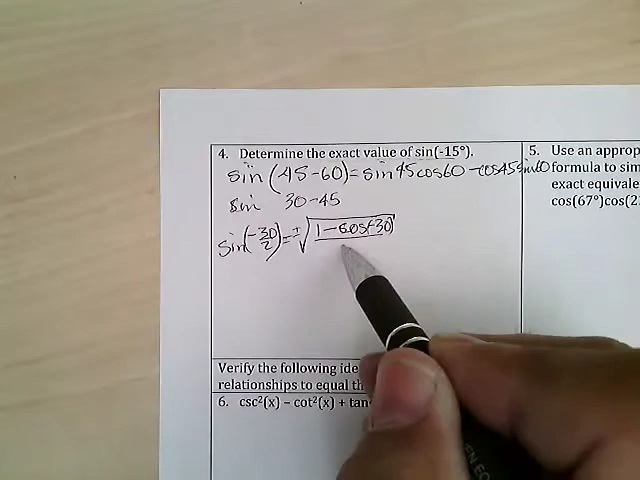 4. Determine the exact value of sin(-15°).
sin(45-60)=sin45cos60-cos45sin60
sin 30-45
sin(-30/2)=±√1-cos(-30)
Verify the following ide
relationships to equal th
6. csc²(x) – cot²(x) + tan
5. Use an approp
formula to sim
exact equivale
cos(67°)cos(2